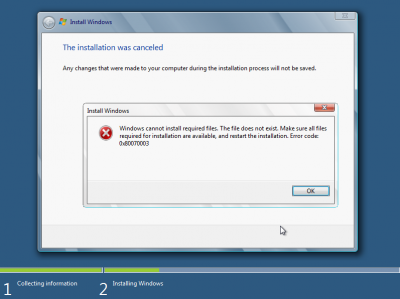 Install Windows
The installation was canceled
Any changes that were made to your computer during the installation process will not be saved.
Install Windows
Windows cannot install required files. The file does not exist. Make sure all files
required for installation are available, and restart the installation. Error code:
0x80070003
OK
1 Collecting information
2 Installing Windows